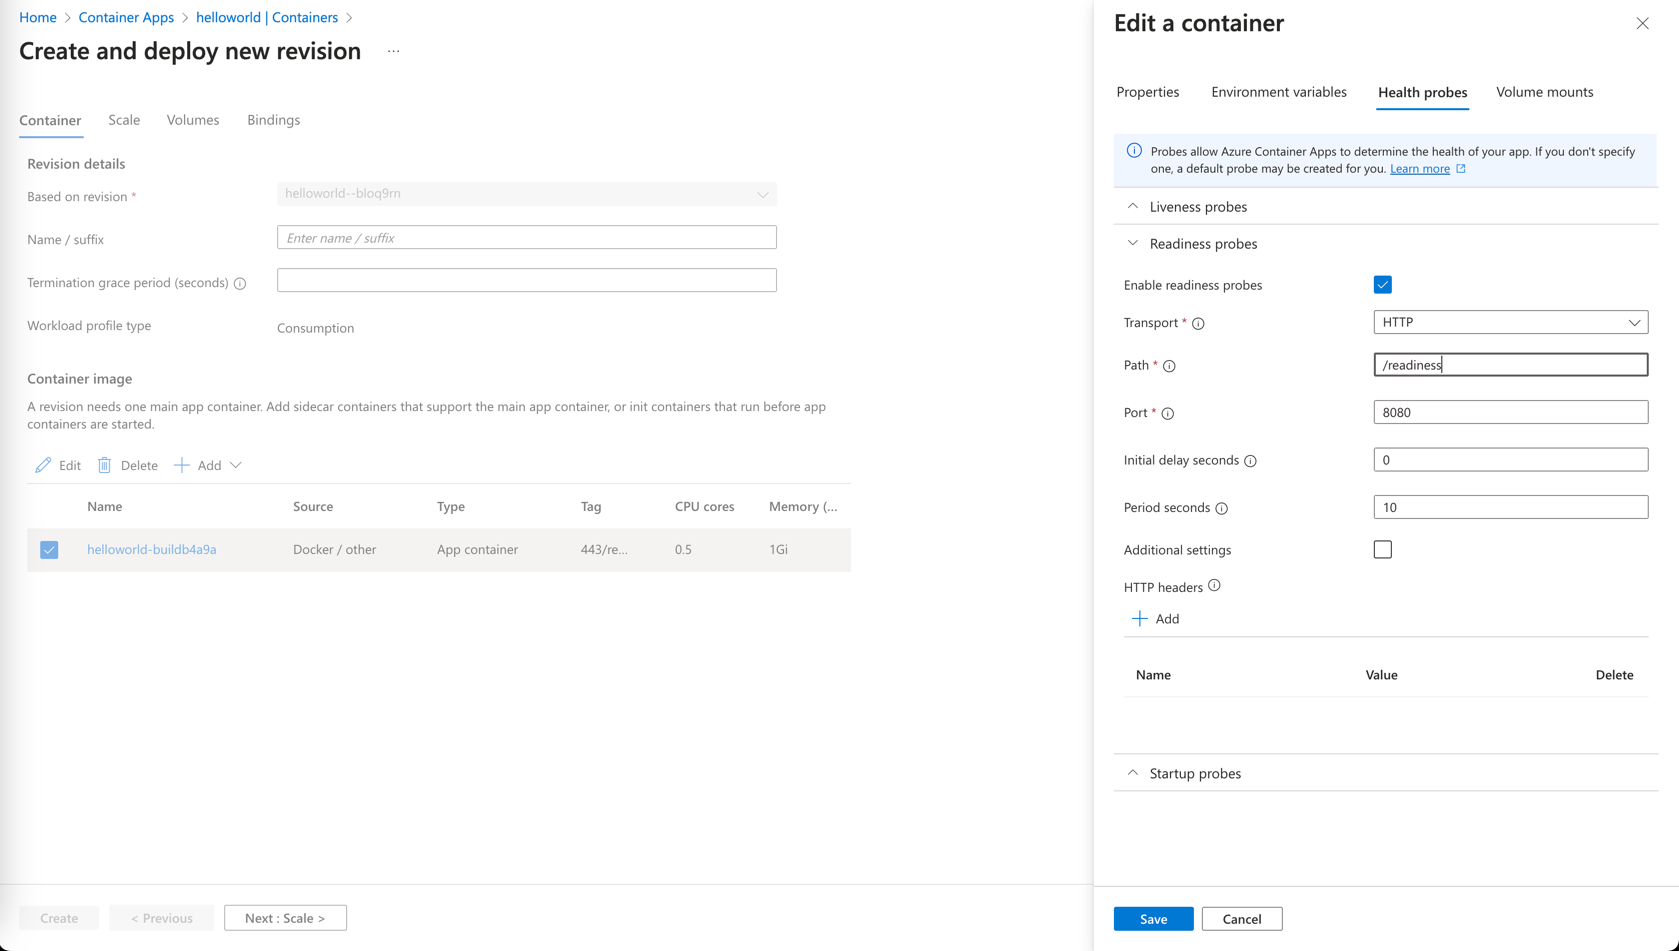 Home > Container Apps > helloworld | Containers >
Create and deploy new revision ...
Container Scale Volumes Bindings
Revision details
Based on revision * helloworld--bloq9rn
Name / suffix Enter name / suffix
Termination grace period (seconds)
Workload profile type Consumption
Container image
A revision needs one main app container. Add sidecar containers that support the main app container, or init containers that run before app
containers are started.
Edit Delete Add
Name Source Type Tag CPU cores Memory (...
helloworld-buildb4a9a Docker / other App container 443/re... 0.5 1Gi
Create < Previous Next : Scale >
Edit a container
Properties Environment variables Health probes Volume mounts
Probes allow Azure Container Apps to determine the health of your app. If you don't specify
one, a default probe may be created for you. Learn more
Liveness probes
Readiness probes
Enable readiness probes
Transport * HTTP
Path * /readiness
Port * 8080
Initial delay seconds 0
Period seconds 10
Additional settings
HTTP headers
Add
Name Value Delete
Startup probes
Save Cancel